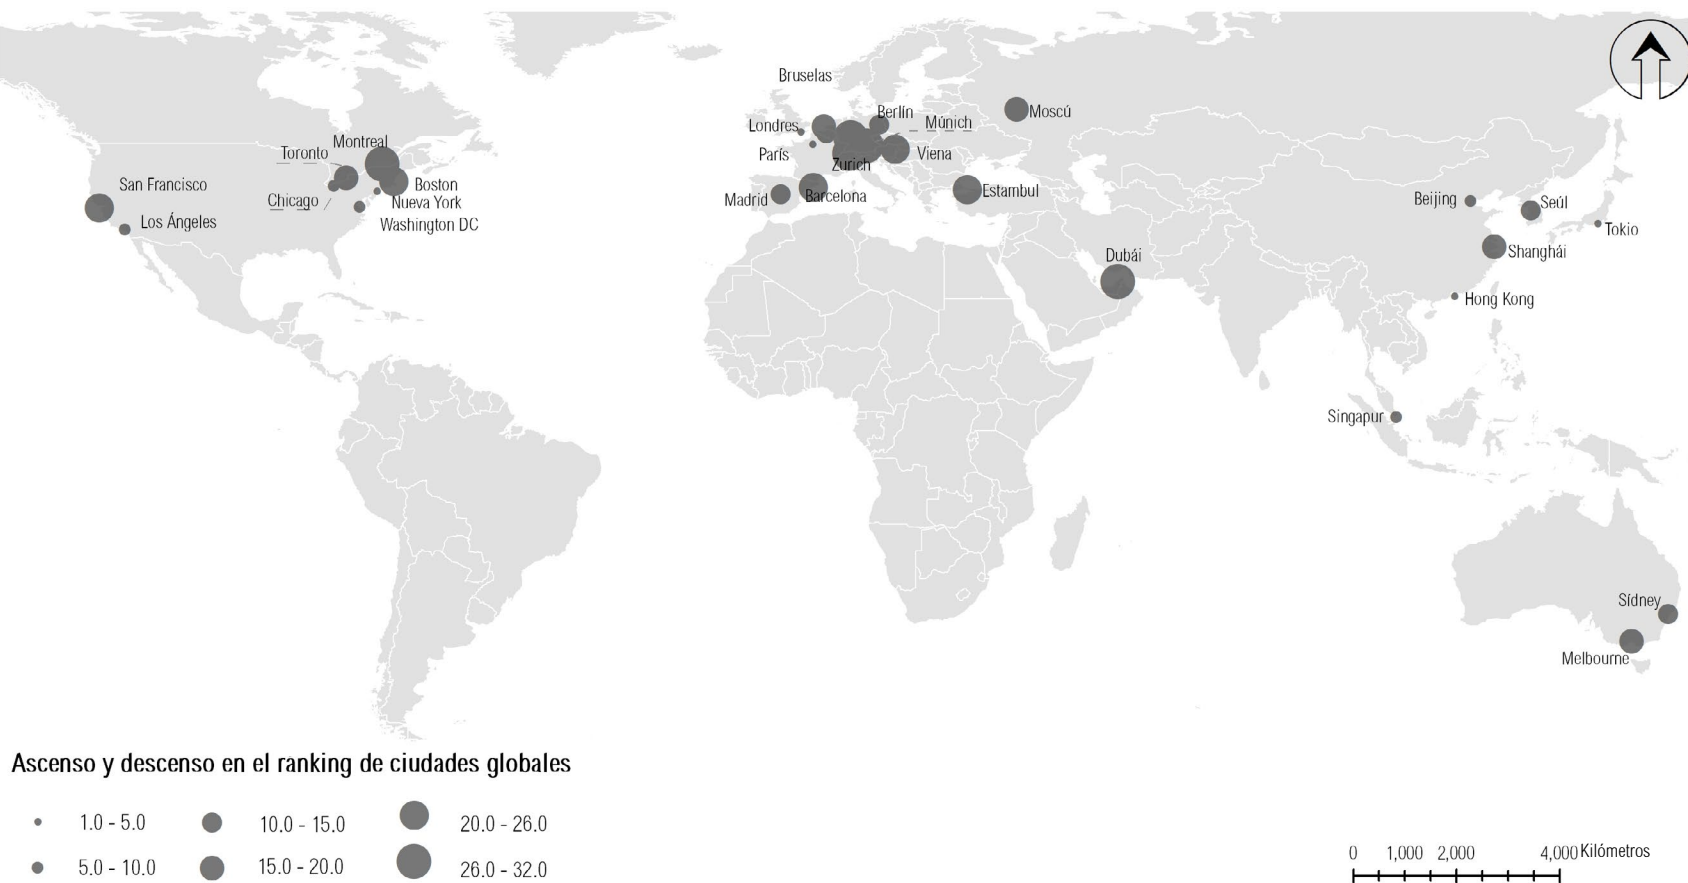 Bruselas
Berlín
Moscú
Londres
Múnich
Montreal
Toronto
París
Viena
Zurich
San Francisco
Boston
Estambul
Chicago
Nueva York
Madrid
Barcelona
Beijing
Seúl
Los Ángeles
Washington DC
Tokio
Dubái
Shanghái
Hong Kong
Singapur
Sídney
Melbourne
Ascenso y descenso en el ranking de ciudades globales
1.0 - 5.0
10.0 - 15.0
20.0 - 26.0
5.0 - 10.0
15.0 - 20.0
26.0 - 32.0
0 1,000 2,000 4,000 Kilómetros